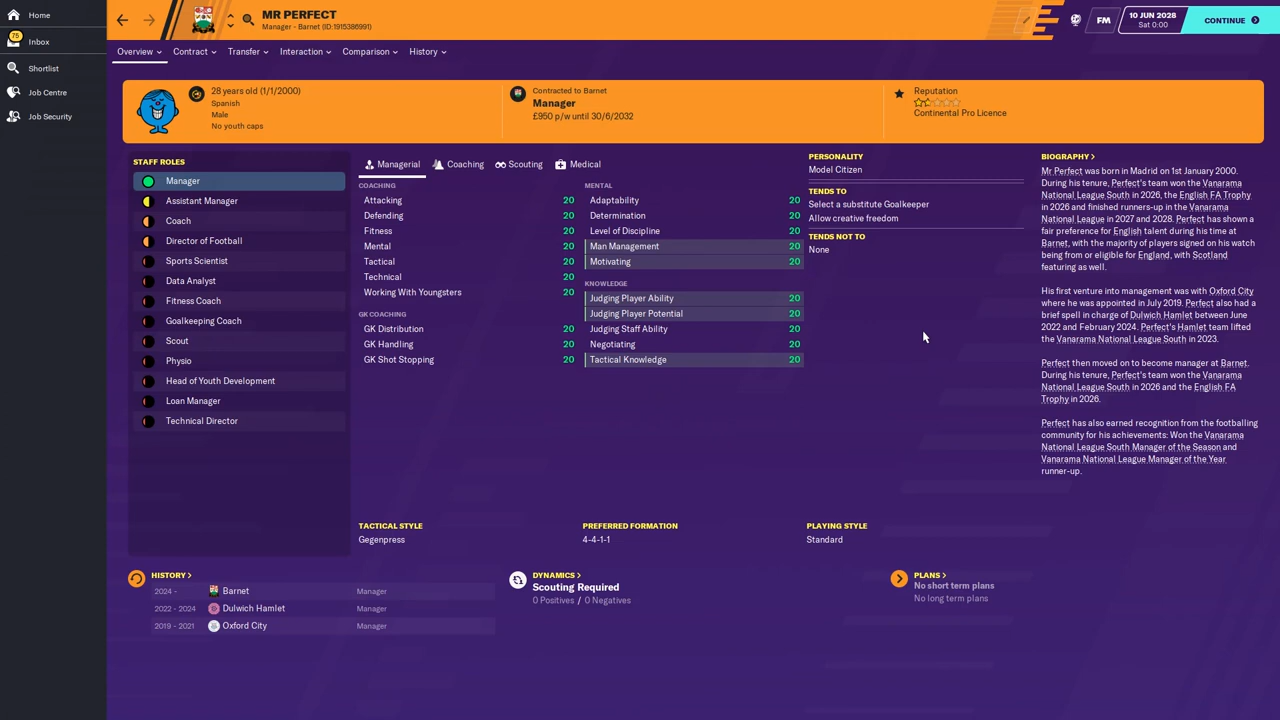 Home
75
Inbox
Shortlist
Job Centre
Job Security
MR PERFECT
Manager - Barnet (ID:1915386991)
FM
10 JUN 2028
Sat 0:00
CONTINUE
Overview
Contract
Transfer
Interaction
Comparison
History
28 years old (1/1/2000)
Spanish
Male
No youth caps
Contracted to Barnet
Manager
£950 p/w until 30/6/2032
Reputation
Continental Pro Licence
STAFF ROLES
Manager
Assistant Manager
Coach
Director of Football
Sports Scientist
Data Analyst
Fitness Coach
Goalkeeping Coach
Scout
Physio
Head of Youth Development
Loan Manager
Technical Director
Managerial
Coaching
Scouting
Medical
COACHING
Attacking 20
Defending 20
Fitness 20
Mental 20
Tactical 20
Technical 20
Working With Youngsters 20
GK COACHING
GK Distribution 20
GK Handling 20
GK Shot Stopping 20
MENTAL
Adaptability 20
Determination 20
Level of Discipline 20
Man Management 20
Motivating 20
KNOWLEDGE
Judging Player Ability 20
Judging Player Potential 20
Judging Staff Ability 20
Negotiating 20
Tactical Knowledge 20
PERSONALITY
Model Citizen
TENDS TO
Select a substitute Goalkeeper
Allow creative freedom
TENDS NOT TO
None
BIOGRAPHY >
Mr Perfect was born in Madrid on 1st January 2000.
During his tenure, Perfect's team won the Vanarama
National League South in 2026, the English FA Trophy
in 2026 and finished runners-up in the Vanarama
National League in 2027 and 2028. Perfect has shown a
fair preference for English talent during his time at
Barnet, with the majority of players signed on his watch
being from or eligible for England, with Scotland
featuring as well.
His first venture into management was with Oxford City
where he was appointed in July 2019. Perfect also had a
brief spell in charge of Dulwich Hamlet between June
2022 and February 2024. Perfect's Hamlet team lifted
the Vanarama National League South in 2023.
Perfect then moved on to become manager at Barnet.
During his tenure, Perfect's team won the Vanarama
National League South in 2026 and the English FA
Trophy in 2026.
Perfect has also earned recognition from the footballing
community for his achievements: Won the Vanarama
National League South Manager of the Season and
Vanarama National League Manager of the Year
runner-up.
TACTICAL STYLE
Gegenpress
PREFERRED FORMATION
4-4-1-1
PLAYING STYLE
Standard
HISTORY >
2024 - Barnet Manager
2022 - 2024 Dulwich Hamlet Manager
2019 - 2021 Oxford City Manager
DYNAMICS >
Scouting Required
0 Positives / 0 Negatives
PLANS >
No short term plans
No long term plans